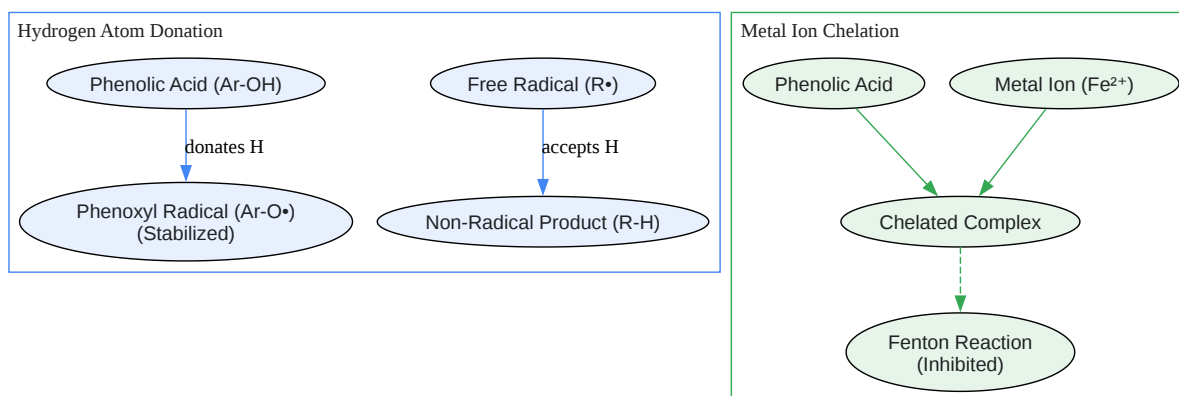 Hydrogen Atom Donation
Phenolic Acid (Ar-OH)
Free Radical (R•)
donates H
accepts H
Phenoxyl Radical (Ar-O•)
(Stabilized)
Non-Radical Product (R-H)
Metal Ion Chelation
Phenolic Acid
Metal Ion (Fe²⁺)
Chelated Complex
Fenton Reaction
(Inhibited)